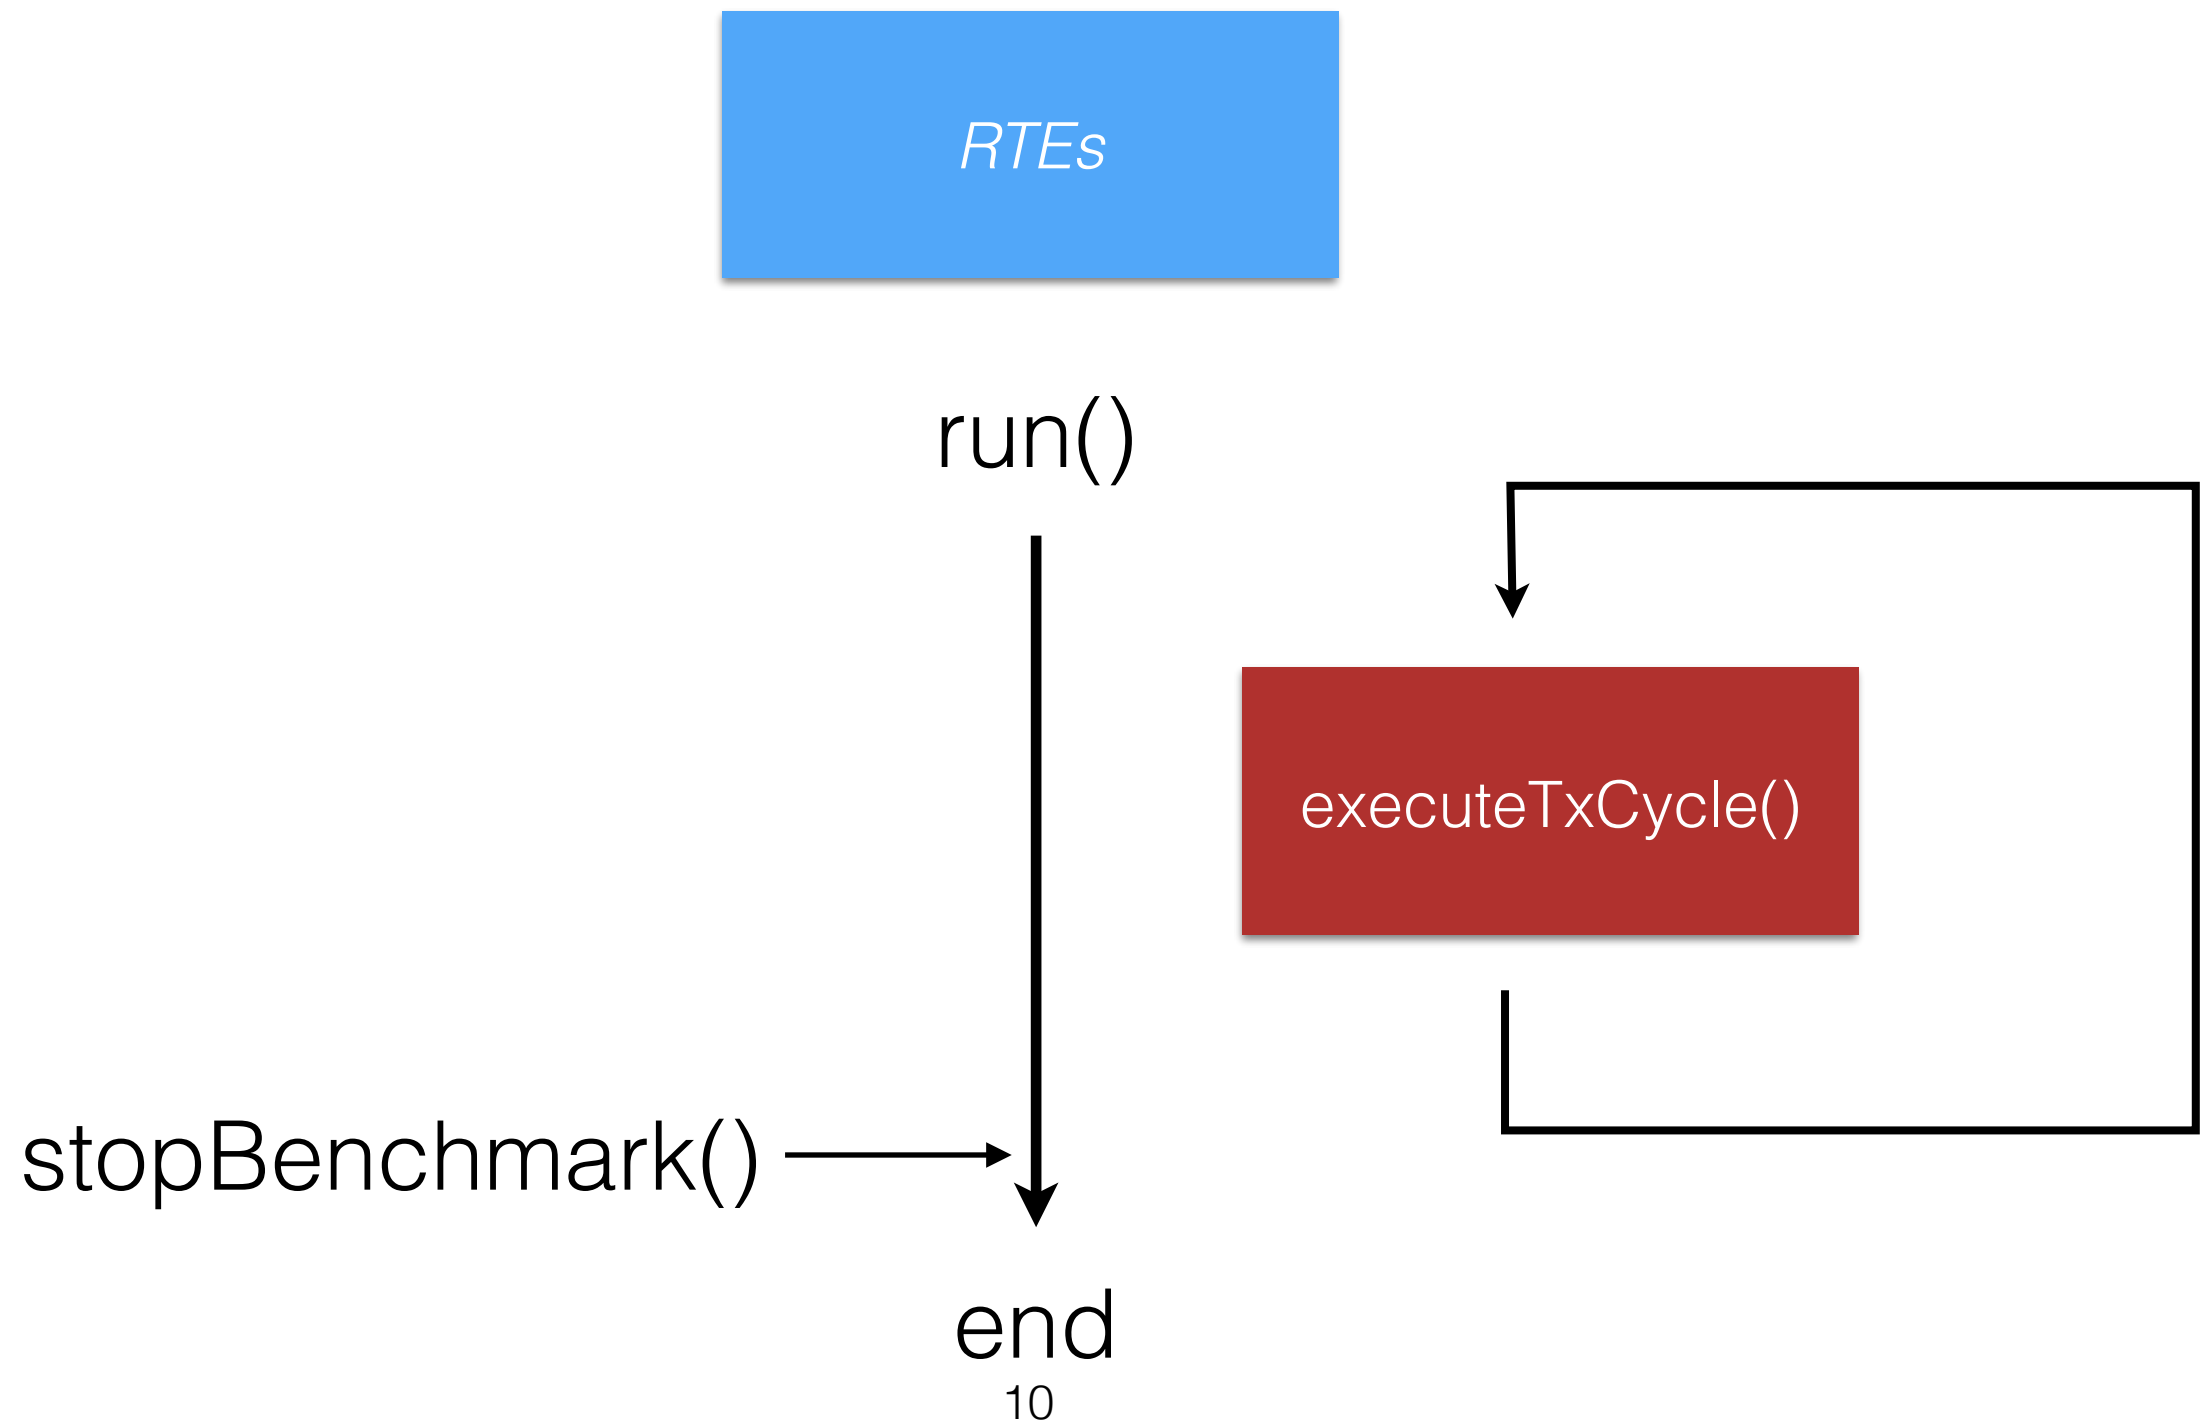 RTEs
run()
executeTxCycle()
stopBenchmark()
end
10